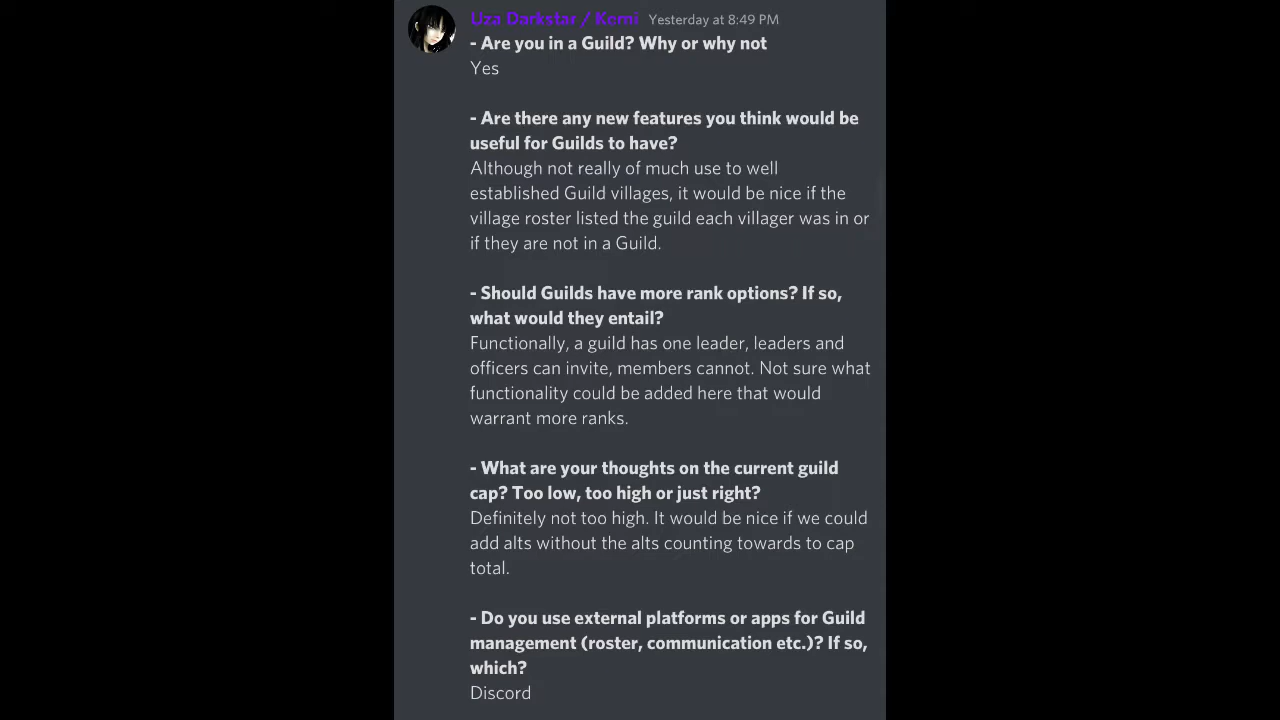 Uza Darkstar / Komi Yesterday at 8:49 PM
- Are you in a Guild? Why or why not
Yes
- Are there any new features you think would be
useful for Guilds to have?
Although not really of much use to well
established Guild villages, it would be nice if the
village roster listed the guild each villager was in or
if they are not in a Guild.
- Should Guilds have more rank options? If so,
what would they entail?
Functionally, a guild has one leader, leaders and
officers can invite, members cannot. Not sure what
functionality could be added here that would
warrant more ranks.
- What are your thoughts on the current guild
cap? Too low, too high or just right?
Definitely not too high. It would be nice if we could
add alts without the alts counting towards to cap
total.
- Do you use external platforms or apps for Guild
management (roster, communication etc.)? If so,
which?
Discord